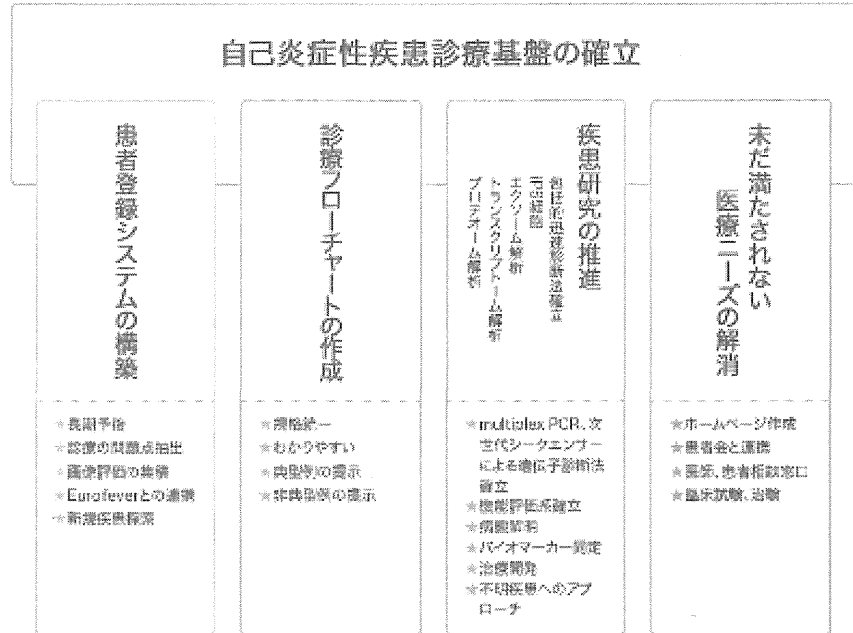 自己炎症性疾患診療基盤の確立
患者登録システムの構築
★長期予後
★診療の問題点抽出
★画像評価の集積
★Eurofeverとの連携
★新規疾患探索
診療フローチャートの作成
★規格統一
★わかりやすい
★典型例の提示
★非典型例の提示
疾患研究の推進
包括的迅速診断法確立
iPS細胞
エクソーム解析
トランスクリプトーム解析
プロテオーム解析
★multiplex PCR、次
世代シークエンサー
による遺伝子診断法
確立
★機能評価系確立
★病態解明
★バイオマーカー同定
★治療開発
★不明疾患へのアプ
ローチ
未だ満たされない
医療ニーズの解消
★ホームページ作成
★患者会と連携
★医師、患者相談窓口
★臨床試験、治験